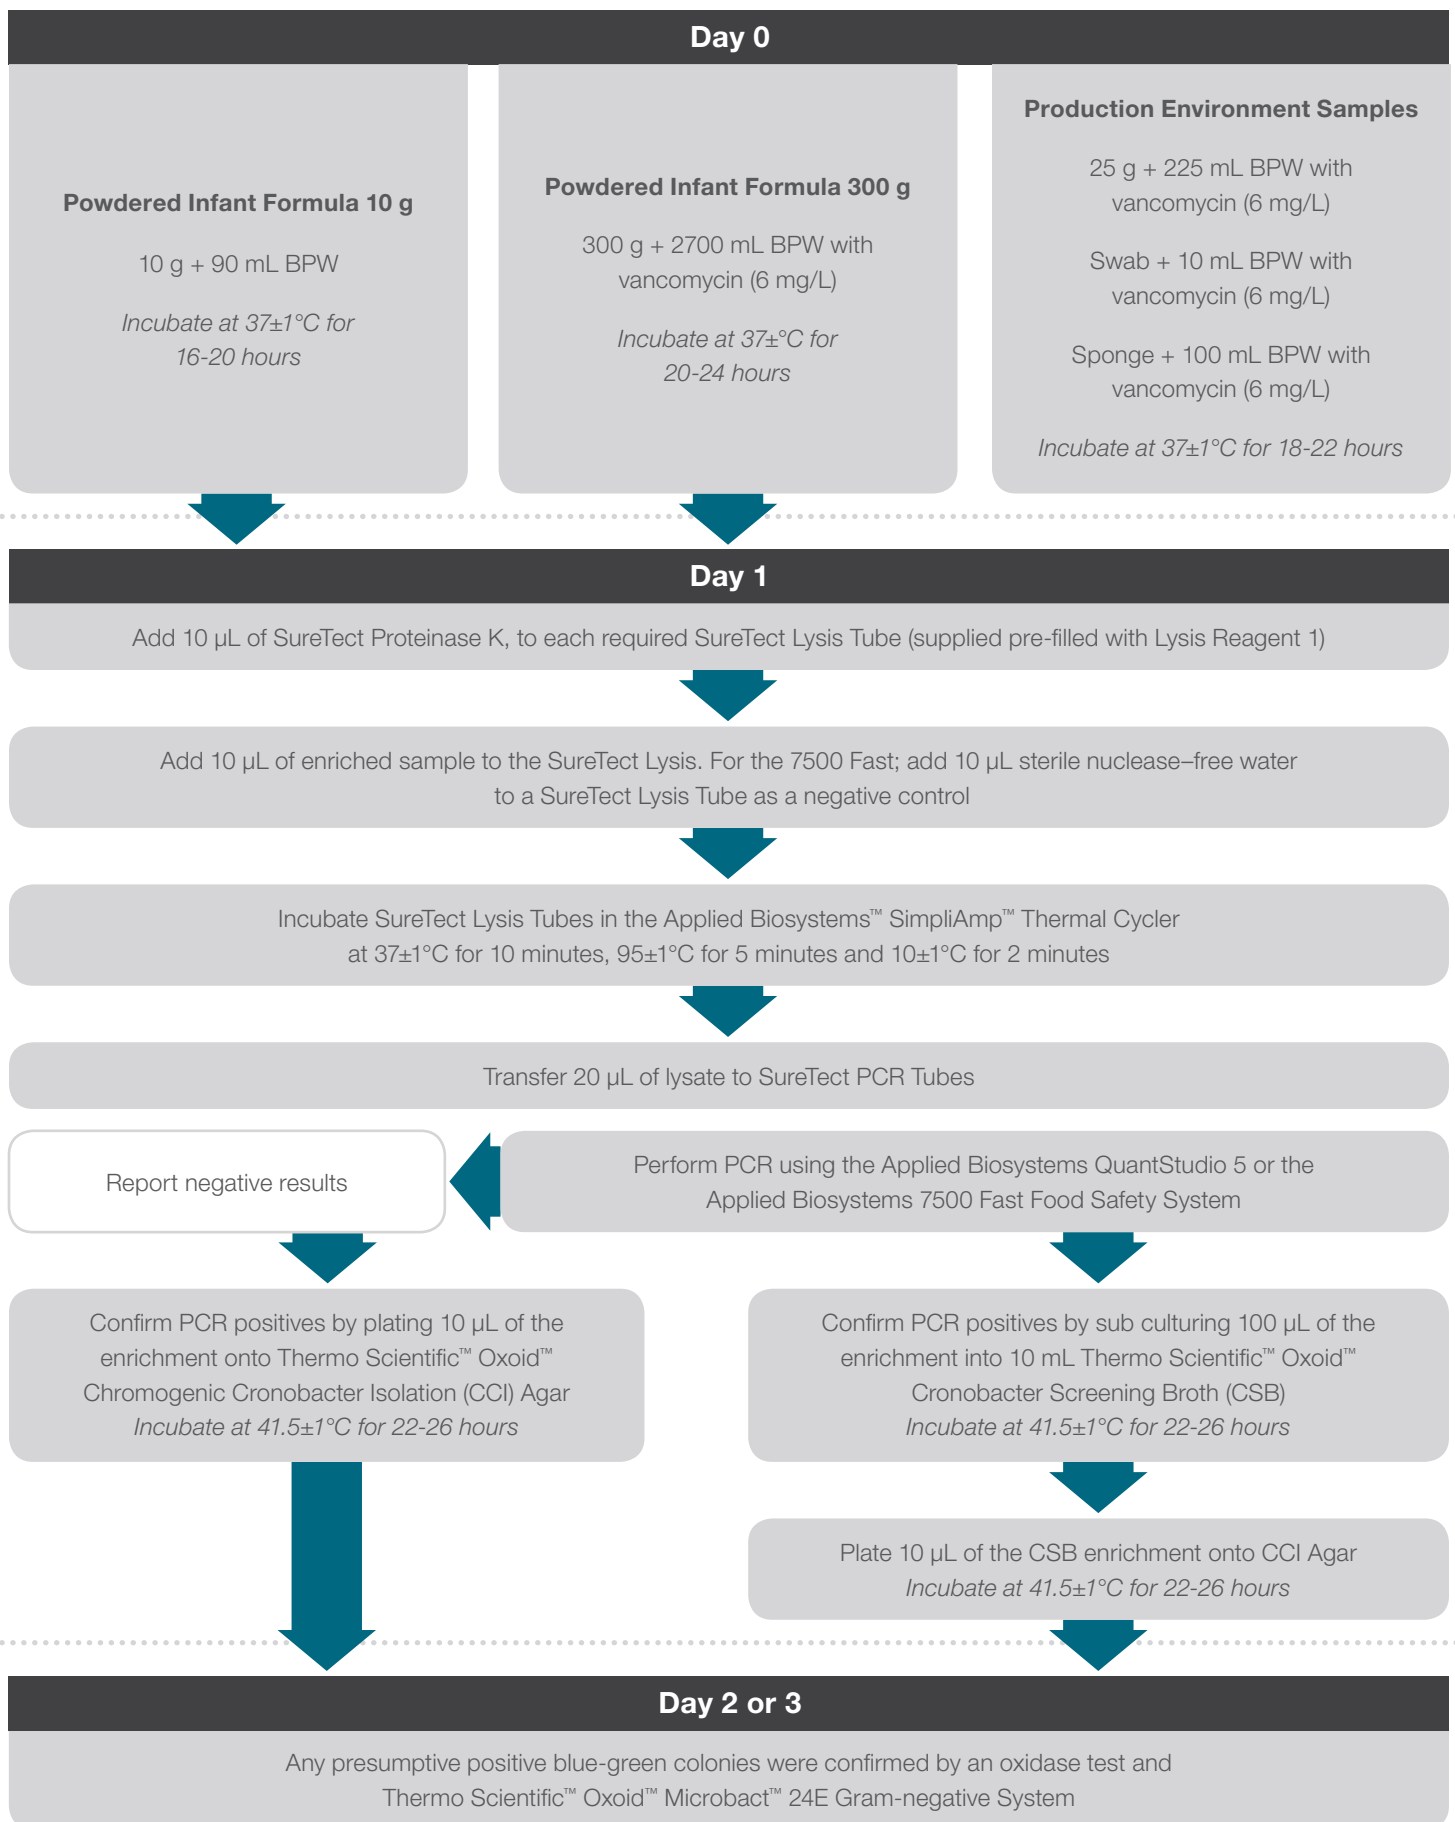 Day 0
Powdered Infant Formula 10 g
10 g + 90 mL BPW
Incubate at 37±1°C for
16-20 hours
Powdered Infant Formula 300 g
300 g + 2700 mL BPW with
vancomycin (6 mg/L)
Incubate at 37±°C for
20-24 hours
Production Environment Samples
25 g + 225 mL BPW with
vancomycin (6 mg/L)
Swab + 10 mL BPW with
vancomycin (6 mg/L)
Sponge + 100 mL BPW with
vancomycin (6 mg/L)
Incubate at 37±1°C for 18-22 hours
Day 1
Add 10 µL of SureTect Proteinase K, to each required SureTect Lysis Tube (supplied pre-filled with Lysis Reagent 1)
Add 10 µL of enriched sample to the SureTect Lysis. For the 7500 Fast; add 10 µL sterile nuclease–free water
to a SureTect Lysis Tube as a negative control
Incubate SureTect Lysis Tubes in the Applied Biosystems™ SimpliAmp™ Thermal Cycler
at 37±1°C for 10 minutes, 95±1°C for 5 minutes and 10±1°C for 2 minutes
Transfer 20 µL of lysate to SureTect PCR Tubes
Report negative results
Perform PCR using the Applied Biosystems QuantStudio 5 or the
Applied Biosystems 7500 Fast Food Safety System
Confirm PCR positives by plating 10 µL of the
enrichment onto Thermo Scientific™ Oxoid™
Chromogenic Cronobacter Isolation (CCI) Agar
Incubate at 41.5±1°C for 22-26 hours
Confirm PCR positives by sub culturing 100 µL of the
enrichment into 10 mL Thermo Scientific™ Oxoid™
Cronobacter Screening Broth (CSB)
Incubate at 41.5±1°C for 22-26 hours
Plate 10 µL of the CSB enrichment onto CCI Agar
Incubate at 41.5±1°C for 22-26 hours
Day 2 or 3
Any presumptive positive blue-green colonies were confirmed by an oxidase test and
Thermo Scientific™ Oxoid™ Microbact™ 24E Gram-negative System